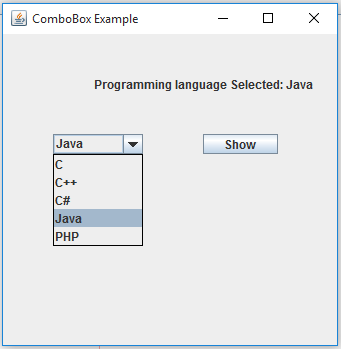 ComboBox Example
Programming language Selected: Java
Java Show
C
C++
C#
Java
PHP